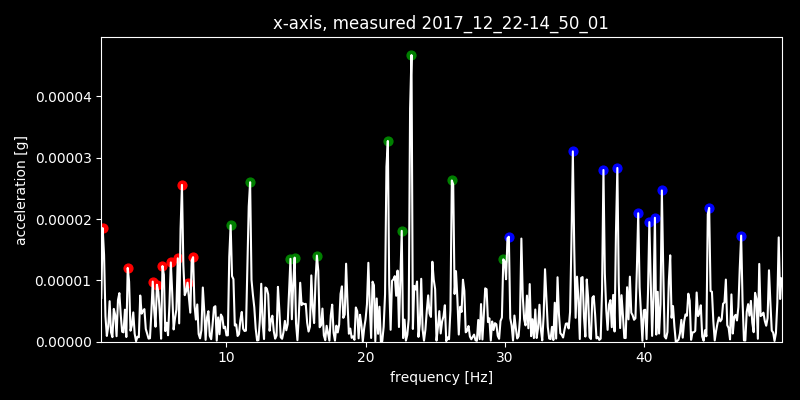 x-axis, measured 2017_12_22-14_50_01
acceleration [g]
0.00004
0.00003
0.00002
0.00001
0.00000
10 20 30 40
frequency [Hz]